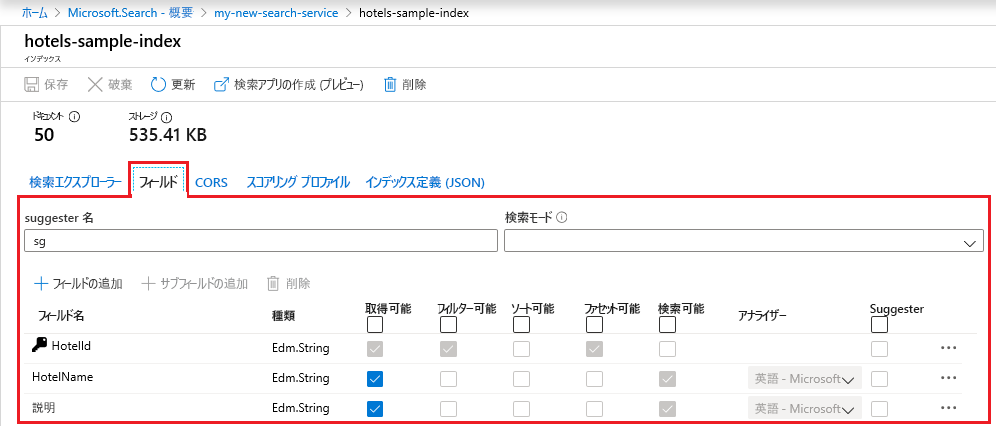 ホーム > Microsoft.Search - 概要 > my-new-search-service > hotels-sample-index
hotels-sample-index
インデックス
保存 破棄 更新 検索アプリの作成 (プレビュー) 削除
ドキュメント ストレージ
50 535.41 KB
検索エクスプローラー フィールド CORS スコアリング プロファイル インデックス定義 (JSON)
suggester 名 検索モード
sg
フィールドの追加 サブフィールドの追加 削除
フィールド名 種類 取得可能 フィルター可能 ソート可能 ファセット可能 検索可能 アナライザー Suggester
HotelId Edm.String
HotelName Edm.String 英語 - Microsoft
説明 Edm.String 英語 - Microsoft